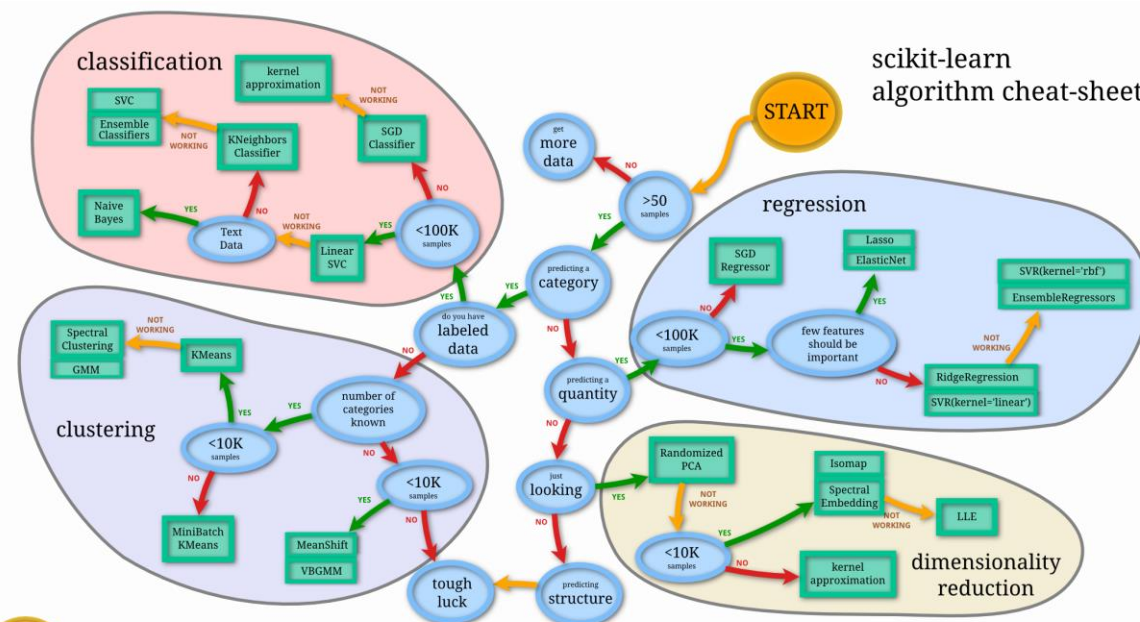 scikit-learn
algorithm cheat-sheet
START
classification
kernel
approximation
NOT
WORKING
SVC
Ensemble
Classifiers
NOT
WORKING
KNeighbors
Classifier
SGD
Classifier
NO
NO
Naive
Bayes
YES
Text
Data
NOT
WORKING
Linear
SVC
YES
<100K
samples
YES
get
more
data
NO
>50
samples
YES
predicting a
category
YES
NO
do you have
labeled
data
NO
predicting a
quantity
YES
NO
just
looking
YES
NO
predicting
structure
tough
luck
regression
SGD
Regressor
NO
<100K
samples
YES
Lasso
ElasticNet
YES
few features
should be
important
NO
SVR(kernel='rbf')
EnsembleRegressors
NOT
WORKING
RidgeRegression
SVR(kernel='linear')
clustering
Spectral
Clustering
GMM
NOT
WORKING
KMeans
YES
<10K
samples
NO
MiniBatch
KMeans
number of
categories
known
YES
NO
<10K
samples
YES
NO
MeanShift
VBGMM
dimensionality
reduction
Randomized
PCA
NOT
WORKING
<10K
samples
YES
NO
Isomap
Spectral
Embedding
NOT
WORKING
LLE
kernel
approximation